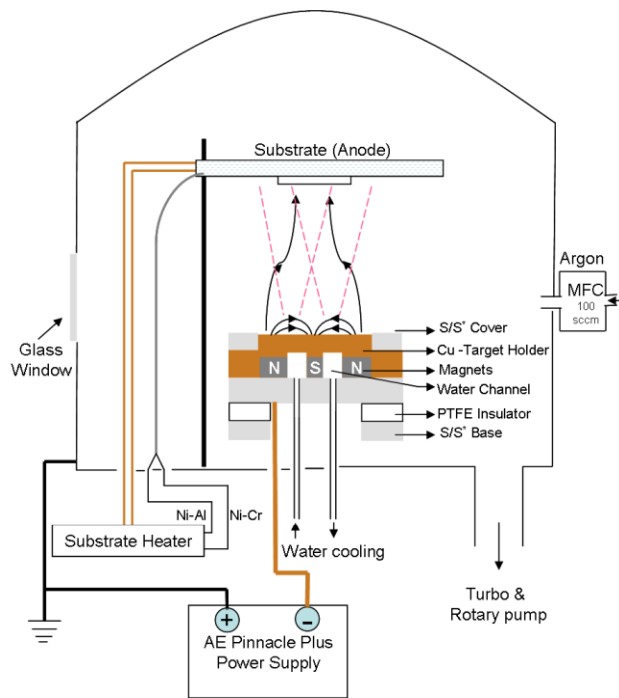 Substrate (Anode)
Argon
MFC
100
sccm
Glass
Window
S/S* Cover
Cu -Target Holder
Magnets
Water Channel
PTFE Insulator
S/S* Base
N
S
N
Ni-Al
Ni-Cr
Substrate Heater
Water cooling
Turbo &
Rotary pump
+
-
AE Pinnacle Plus
Power Supply